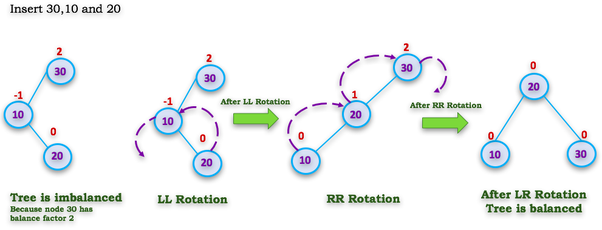 Insert 30,10 and 20
2
30
-1
10
0
20
Tree is imbalanced
Because node 30 has
balance factor 2
2
30
-1
10
0
20
LL Rotation
After LL Rotation
2
30
1
20
0
10
RR Rotation
After RR Rotation
0
20
0
10
0
30
After LR Rotation
Tree is balanced